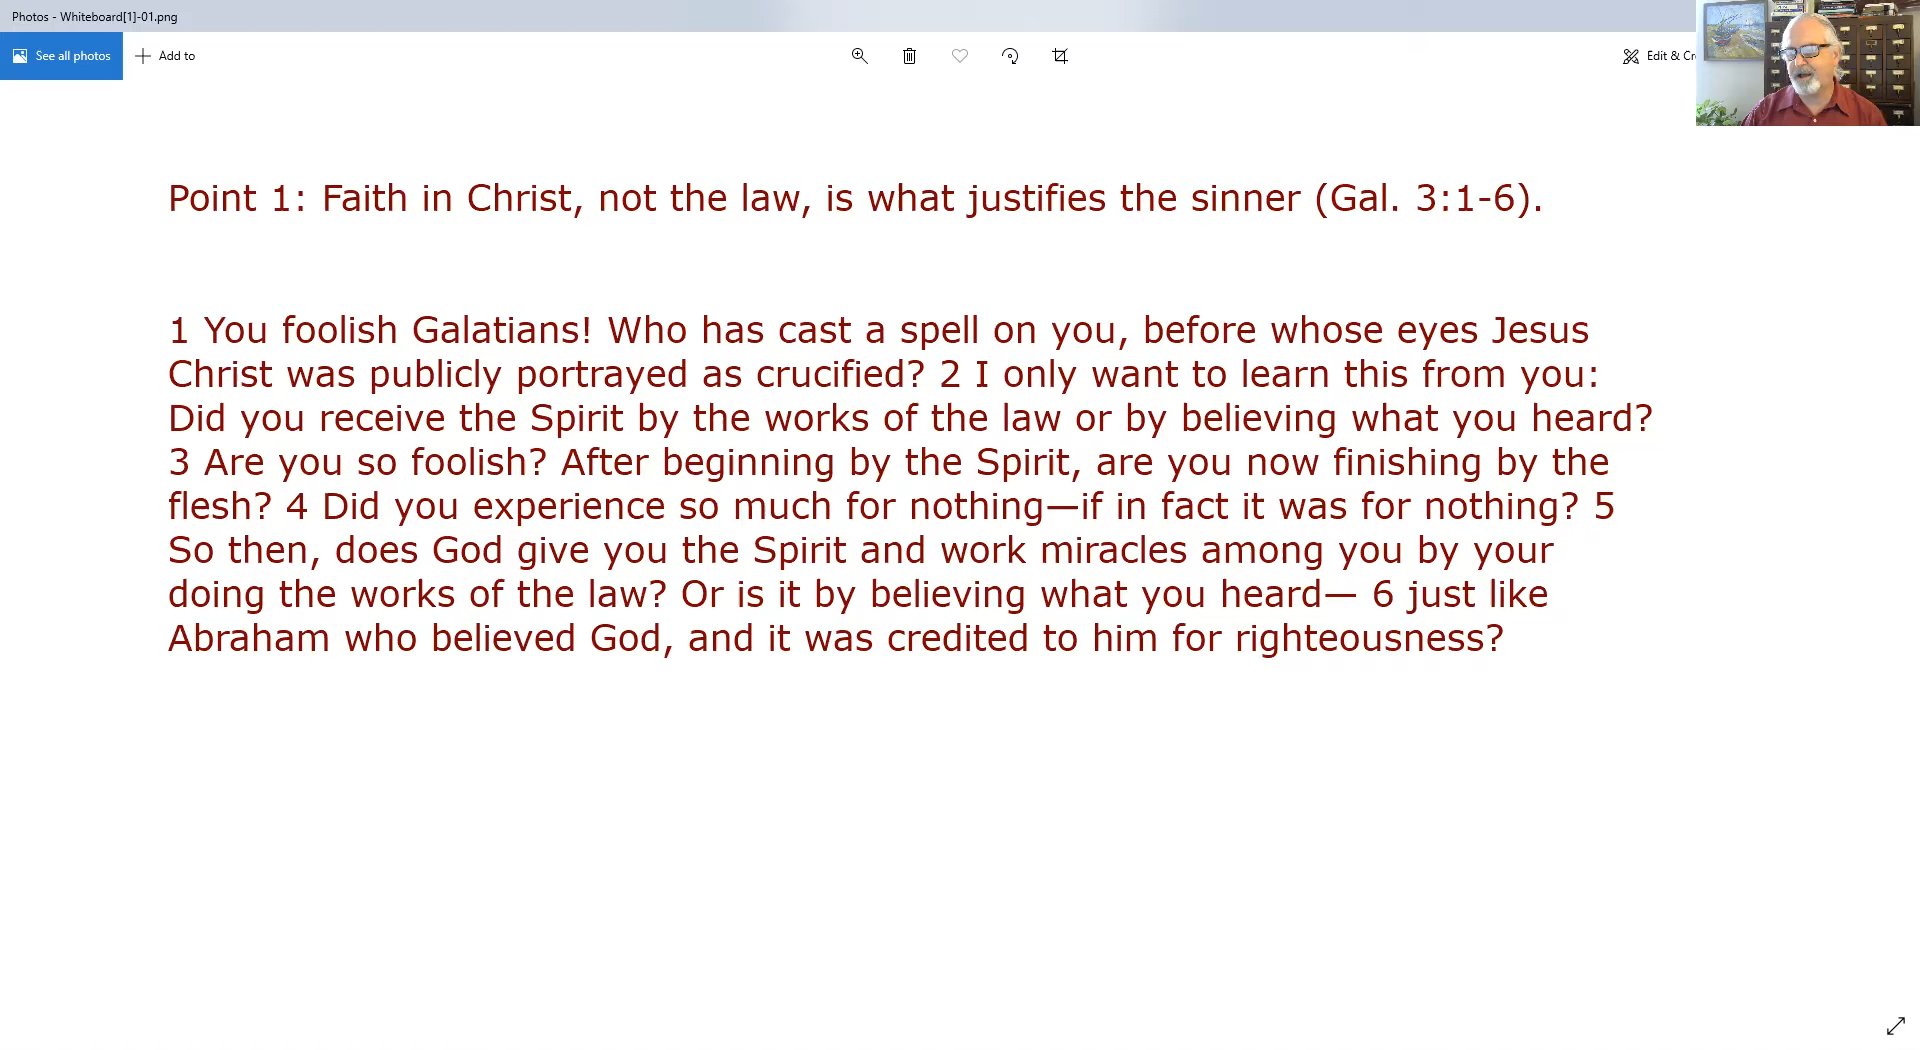 Photos - Whiteboard[1]-01.png
See all photos
Add to
Edit & Cr
Point 1: Faith in Christ, not the law, is what justifies the sinner (Gal. 3:1-6).
1 You foolish Galatians! Who has cast a spell on you, before whose eyes Jesus
Christ was publicly portrayed as crucified? 2 I only want to learn this from you:
Did you receive the Spirit by the works of the law or by believing what you heard?
3 Are you so foolish? After beginning by the Spirit, are you now finishing by the
flesh? 4 Did you experience so much for nothing—if in fact it was for nothing? 5
So then, does God give you the Spirit and work miracles among you by your
doing the works of the law? Or is it by believing what you heard— 6 just like
Abraham who believed God, and it was credited to him for righteousness?